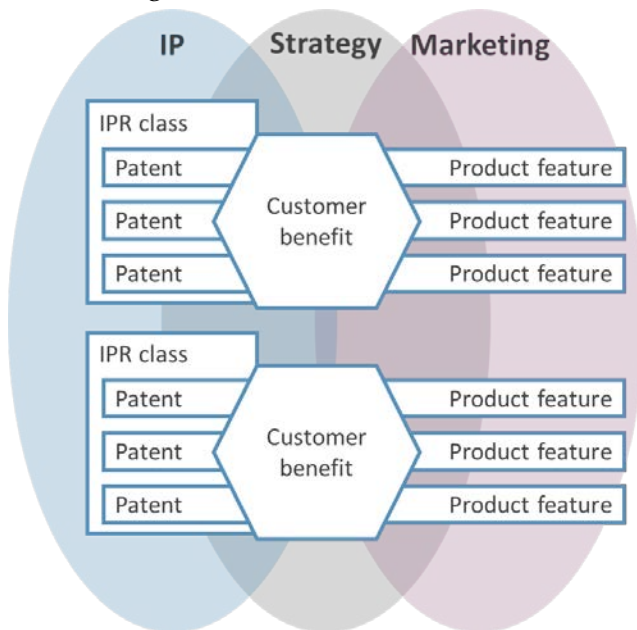 IP Strategy Marketing
IPR class
Patent
Patent
Patent
Customer
benefit
Product feature
Product feature
Product feature
IPR class
Patent
Patent
Patent
Customer
benefit
Product feature
Product feature
Product feature